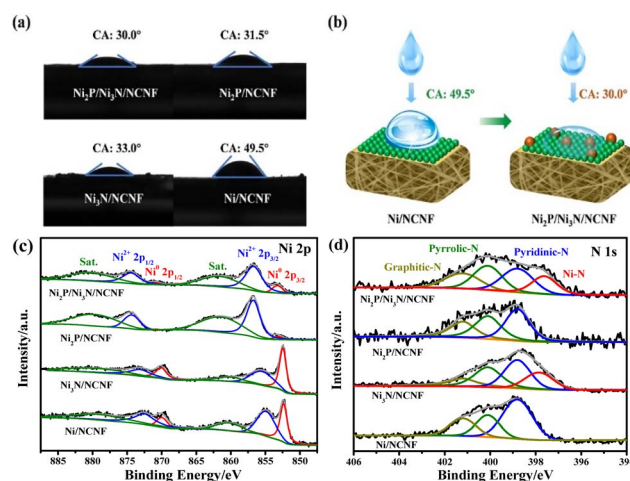 (a)
CA: 30.0° CA: 31.5°
Ni₂P/Ni₃N/NCNF Ni₂P/NCNF
CA: 33.0° CA: 49.5°
Ni₃N/NCNF Ni/NCNF
(b)
CA: 49.5° CA: 30.0°
Ni/NCNF Ni₂P/Ni₃N/NCNF
(c) Ni 2p
Sat. Ni²⁺ 2p₁/₂ Ni⁰ 2p₁/₂ Sat. Ni²⁺ 2p₃/₂ Ni⁰ 2p₃/₂
Ni₂P/Ni₃N/NCNF
Ni₂P/NCNF
Ni₃N/NCNF
Ni/NCNF
Intensity/a.u.
885 880 875 870 865 860 855 850
Binding Energy/eV
(d) N 1s
Graphitic-N Pyrrolic-N Pyridinic-N Ni-N
Ni₂P/Ni₃N/NCNF
Ni₂P/NCNF
Ni₃N/NCNF
Ni/NCNF
Intensity/a.u.
406 404 402 400 398 396 39
Binding Energy/eV